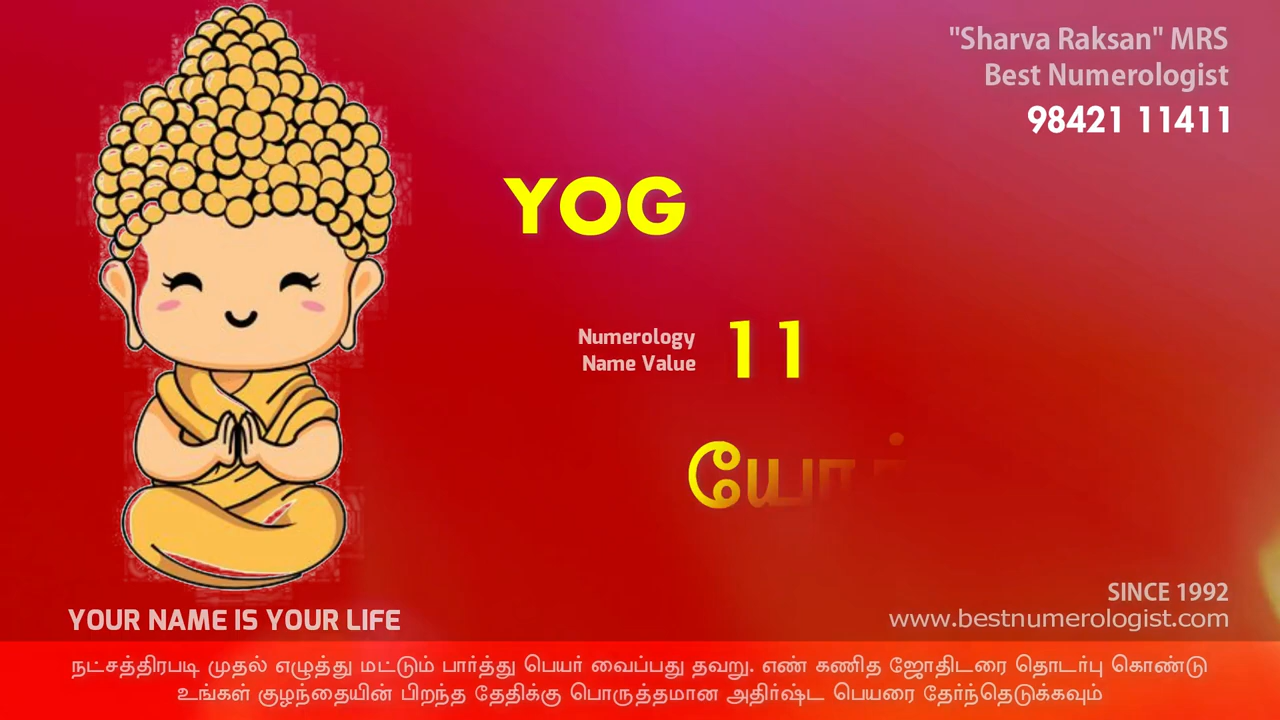 "Sharva Raksan" MRS
Best Numerologist
98421 11411
YOG
Numerology
Name Value
11
SINCE 1992
www.bestnumerologist.com
YOUR NAME IS YOUR LIFE
நட்சத்திரபடி முதல் எழுத்து மட்டும் பார்த்து பெயர் வைப்பது தவறு. எண் கணித ஜோதிடரை தொடர்பு கொண்டு
உங்கள் குழந்தையின் பிறந்த தேதிக்கு பொருத்தமான அதிர்ஷ்ட பெயரை தேர்ந்தெடுக்கவும்